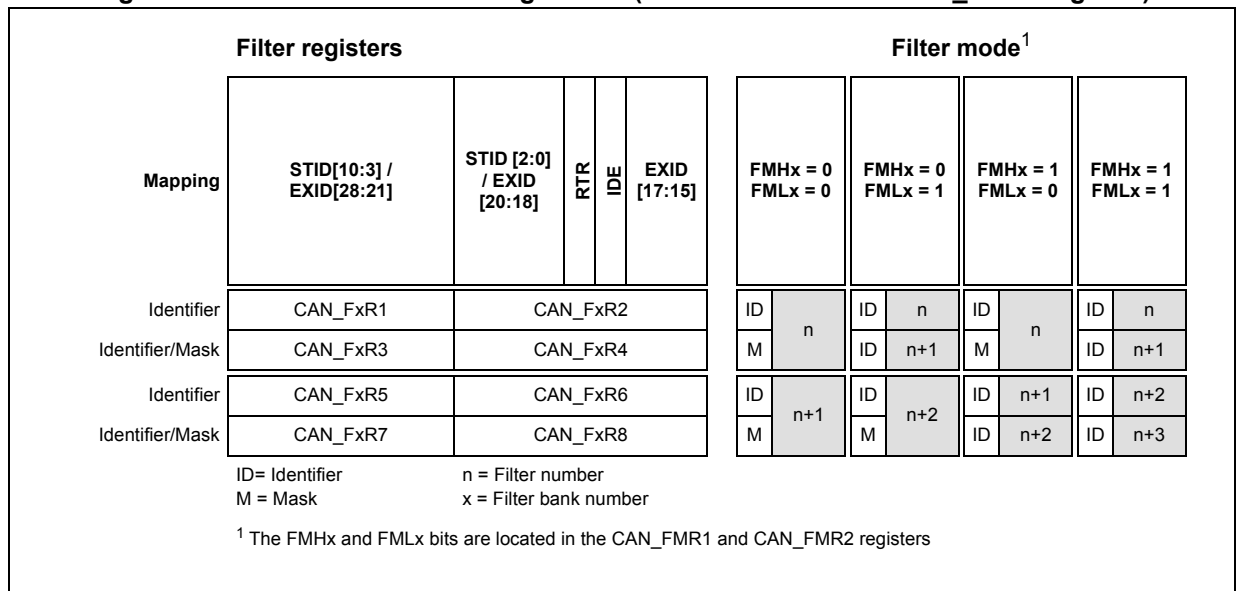 Filter registers Filter mode1
Mapping STID[10:3] / EXID[28:21] STID [2:0] / EXID [20:18] RTR IDE EXID [17:15] FMHx = 0 FMLx = 0 FMHx = 0 FMLx = 1 FMHx = 1 FMLx = 0 FMHx = 1 FMLx = 1
Identifier CAN_FxR1 CAN_FxR2 ID n ID n ID n ID n
Identifier/Mask CAN_FxR3 CAN_FxR4 M ID n+1 M ID n+1
Identifier CAN_FxR5 CAN_FxR6 ID n+1 ID n+2 ID n+1 ID n+2
Identifier/Mask CAN_FxR7 CAN_FxR8 M M ID n+2 ID n+3
ID= Identifier n = Filter number
M = Mask x = Filter bank number
1 The FMHx and FMLx bits are located in the CAN_FMR1 and CAN_FMR2 registers